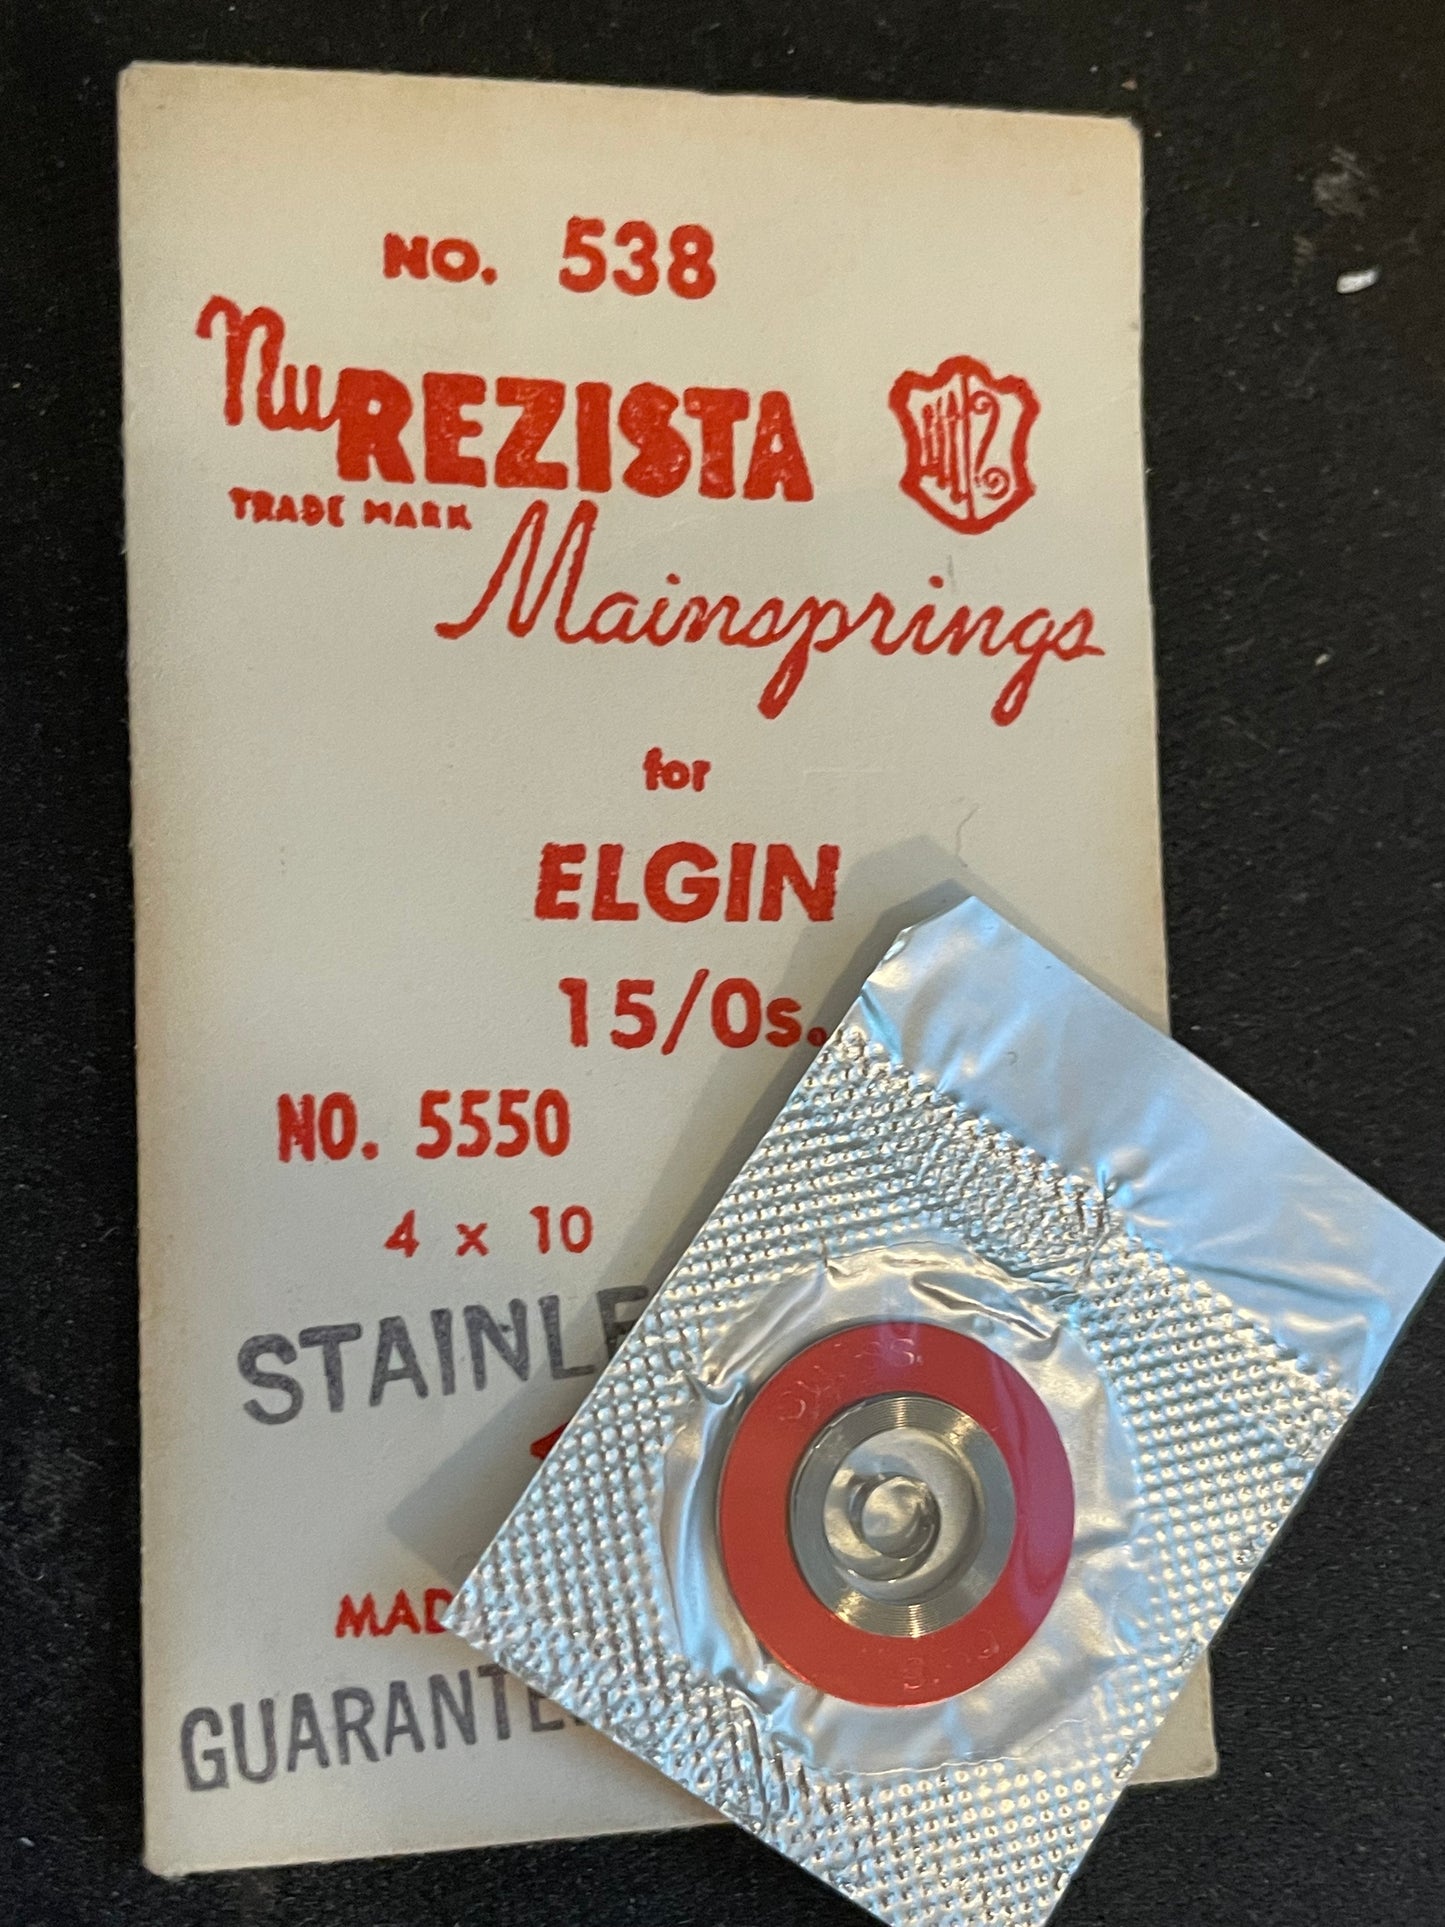 NO. 538
NuREZISTA
TRADE MARK
Mainsprings
for
ELGIN
15/0s.
NO. 5550
4 x 10
STAINLE
MAD
GUARANTE